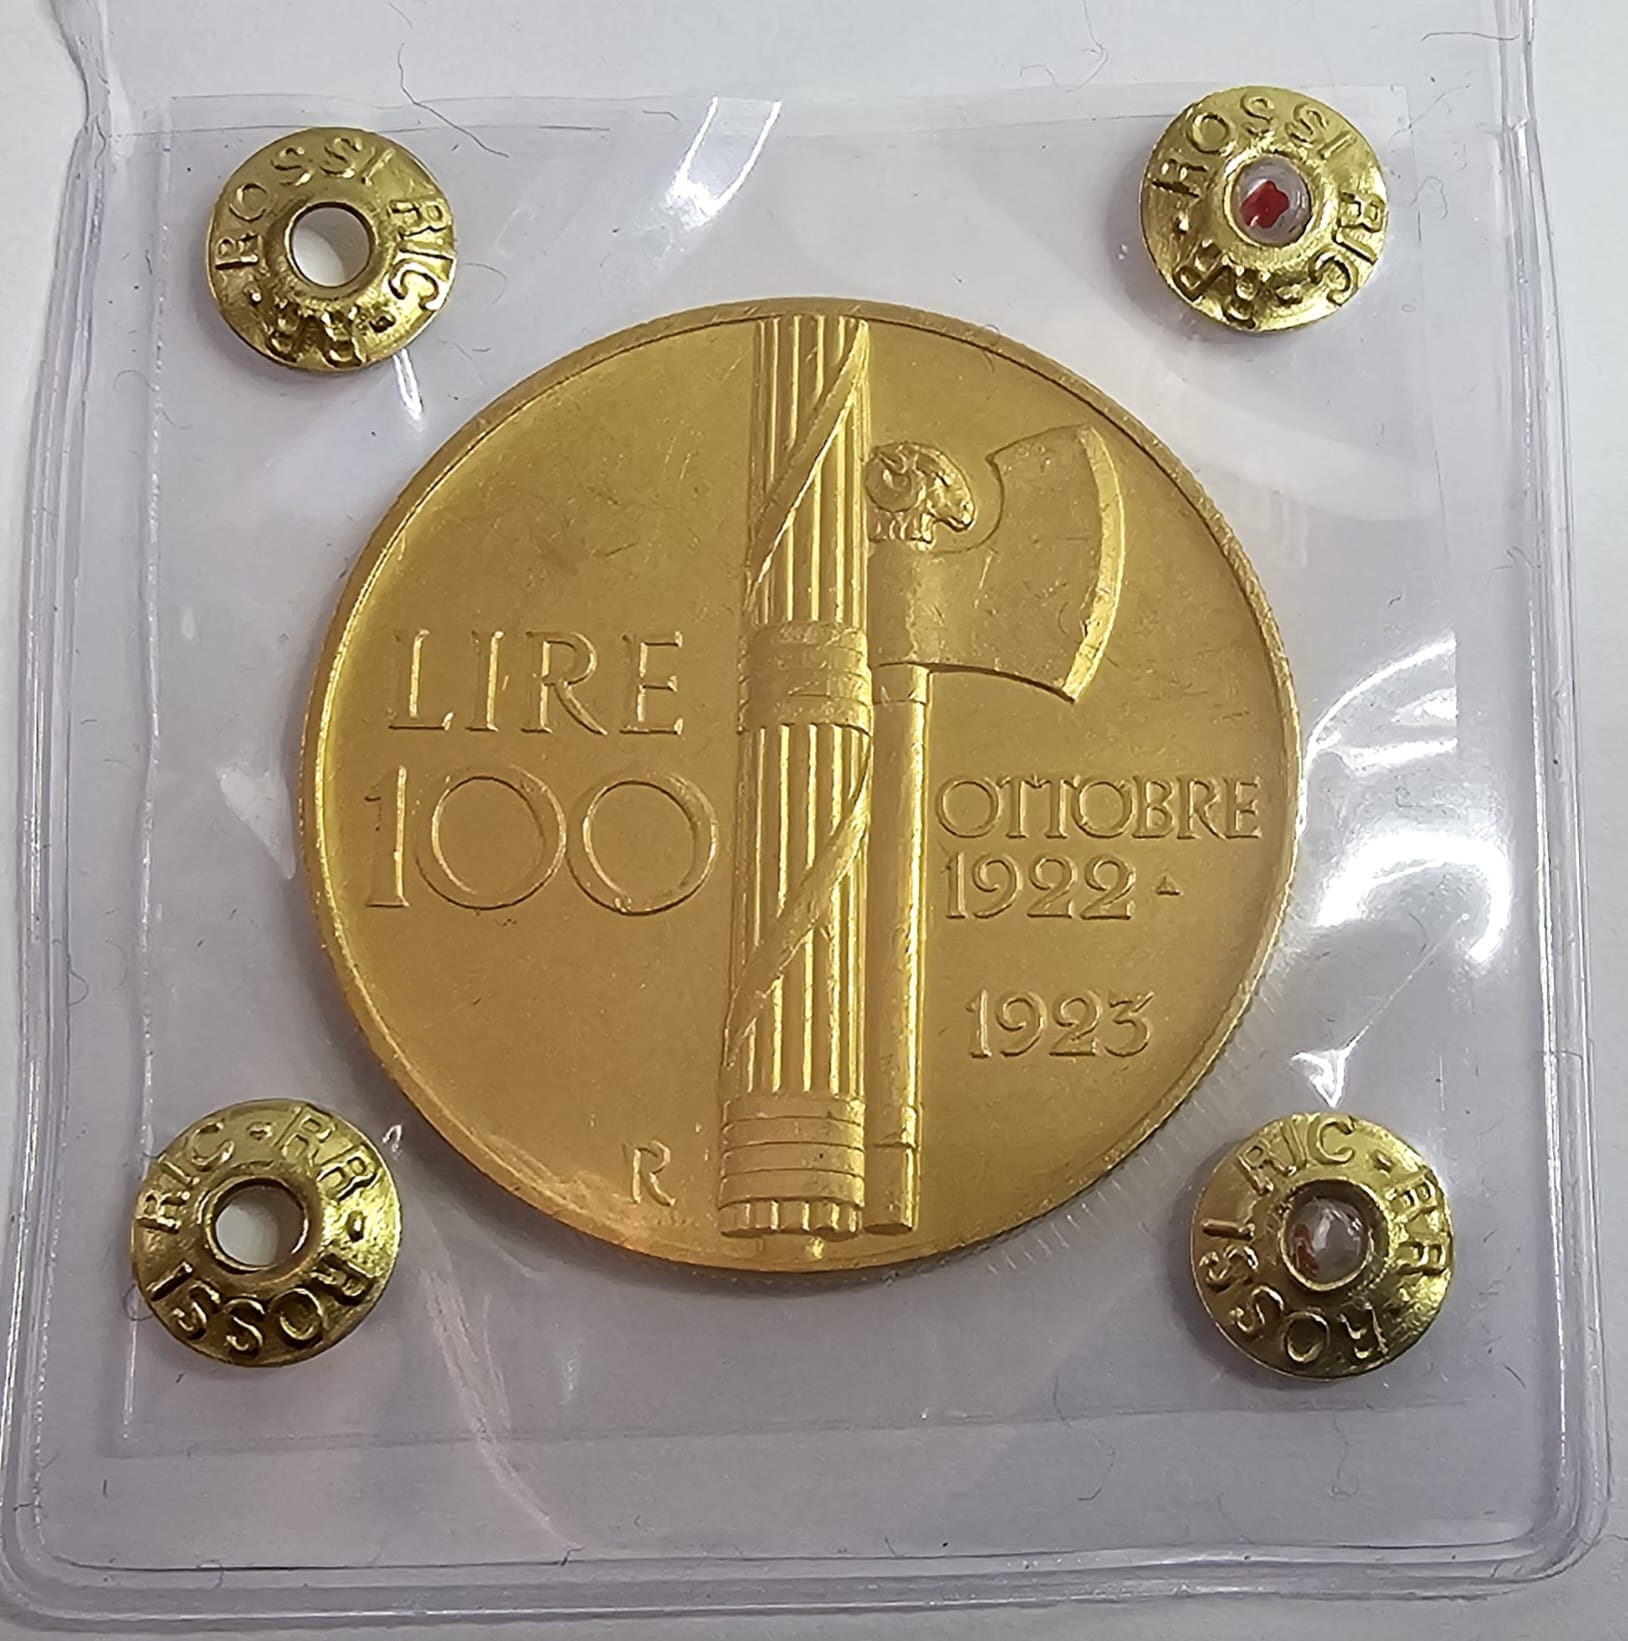 ROSSI RIC·RR·
ROSSI RIC·RR·
LIRE
100
OTTOBRE
1922
1923
R
ROSSI RIC·RR·
ROSSI RIC·RR·